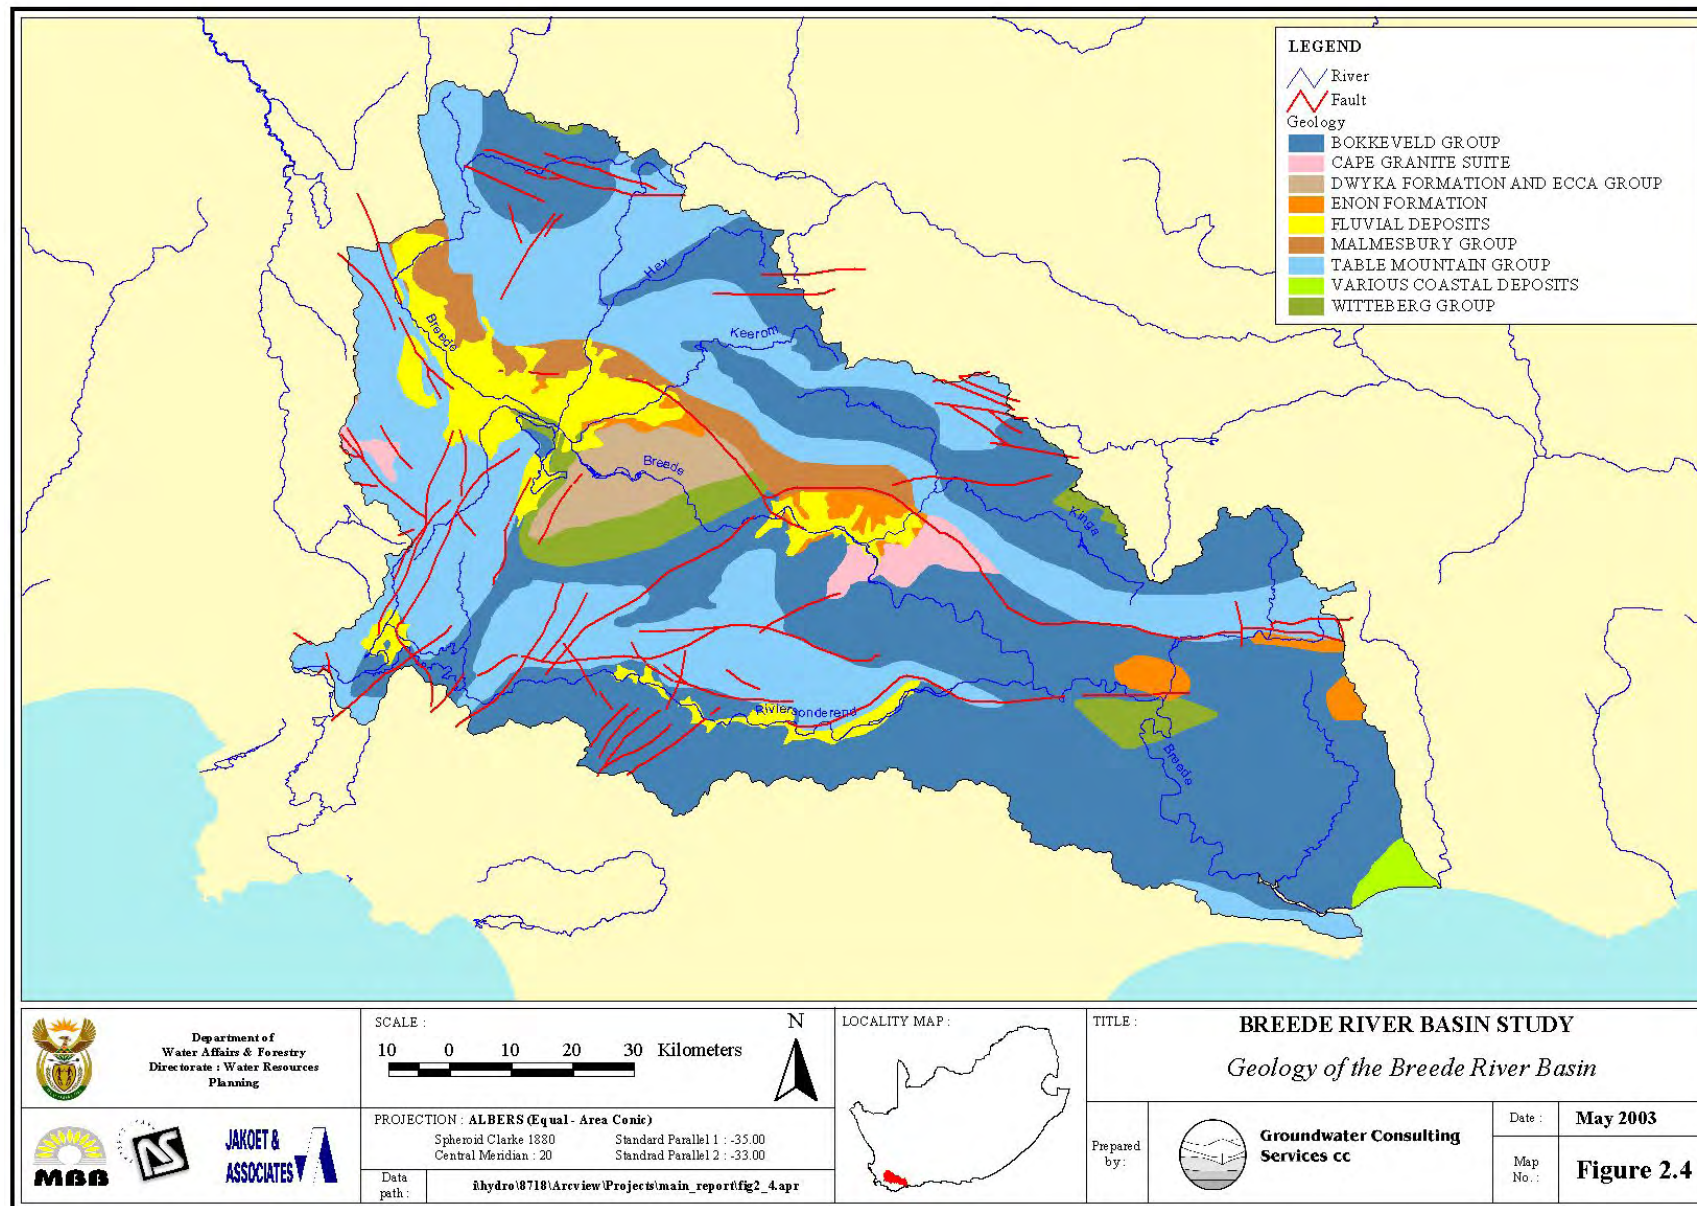 LEGEND
River
Fault
Geology
BOKKEVELD GROUP
CAPE GRANITE SUITE
DWYKA FORMATION AND ECCA GROUP
ENON FORMATION
FLUVIAL DEPOSITS
MALMESBURY GROUP
TABLE MOUNTAIN GROUP
VARIOUS COASTAL DEPOSITS
WITTEBERG GROUP
Hex
Breede
Keerom
Breede
Kinga
Riviersonderend
Breede
Department of
Water Affairs & Forestry
Directorate : Water Resources
Planning
SCALE :
10 0 10 20 30 Kilometers
N
LOCALITY MAP :
TITLE :
BREEDE RIVER BASIN STUDY
Geology of the Breede River Basin
MBB
JAKOET &
ASSOCIATES
PROJECTION : ALBERS (Equal - Area Conic)
Spheroid Clarke 1880 Standard Parallel 1 : -35.00
Central Meridian : 20 Standrad Parallel 2 : -33.00
Data
path :
i\hydro\8718\Arcview\Projects\main_report\fig2_4.apr
Prepared
by :
Groundwater Consulting
Services cc
Date :
May 2003
Map
No. :
Figure 2.4